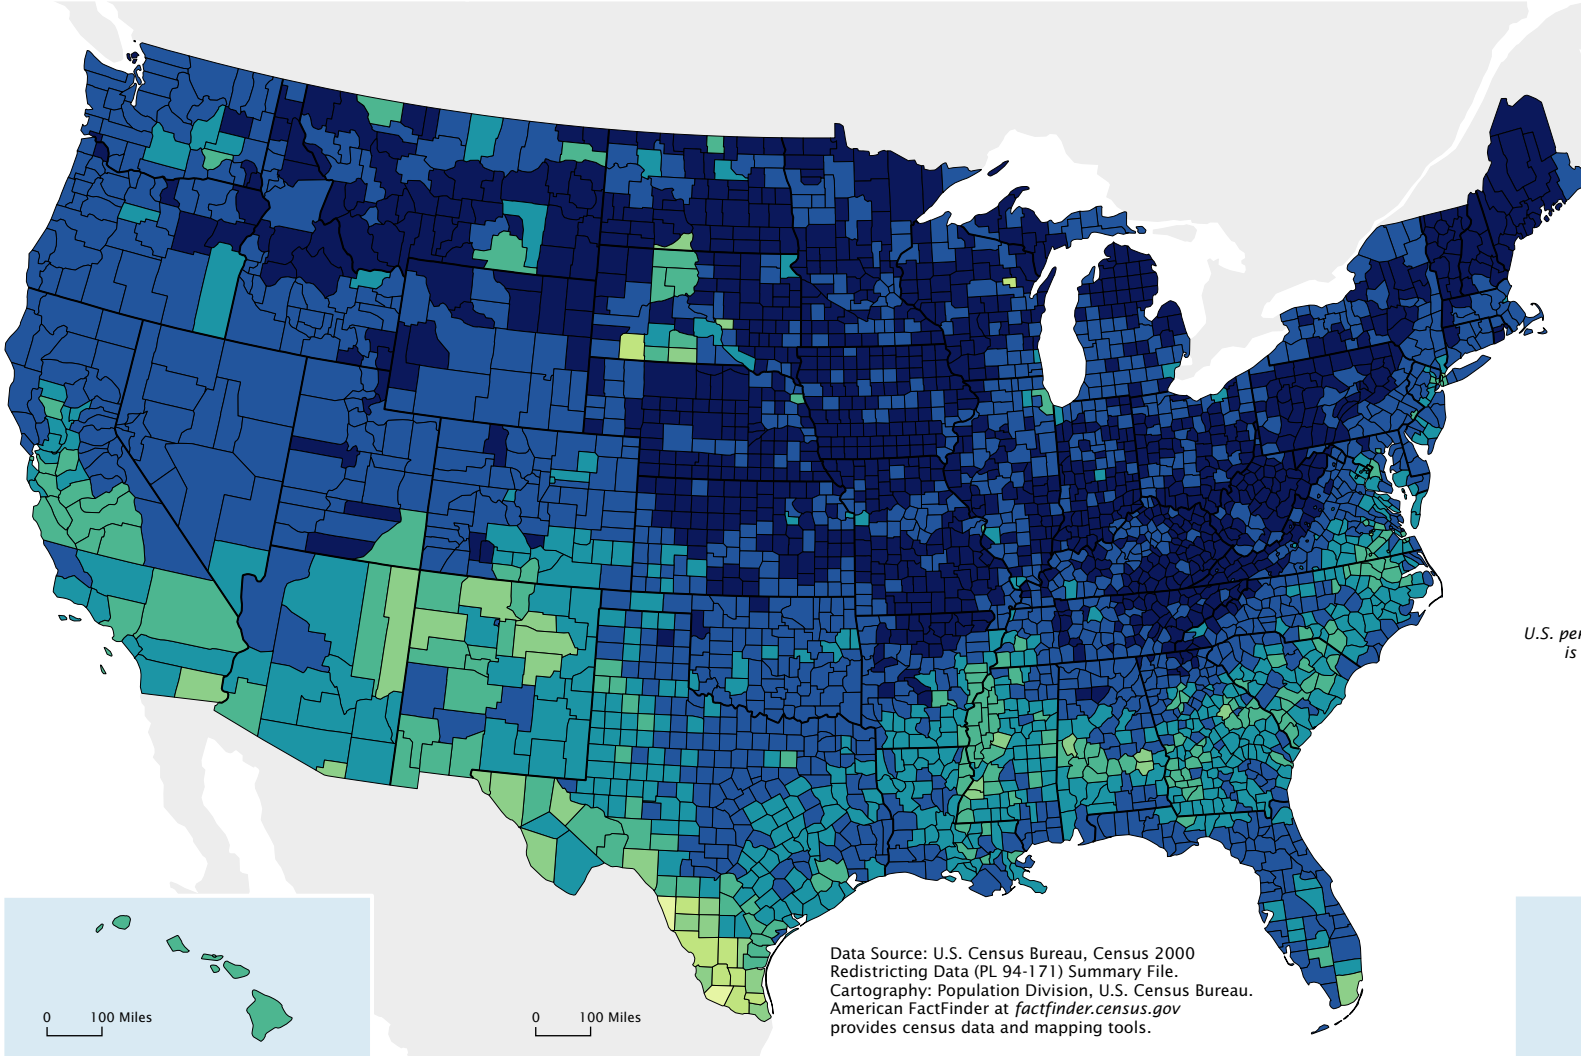 U.S. per
is
Data Source: U.S. Census Bureau, Census 2000
Redistricting Data (PL 94-171) Summary File.
Cartography: Population Division, U.S. Census Bureau.
American FactFinder at factfinder.census.gov
provides census data and mapping tools.
0 100 Miles
0 100 Miles